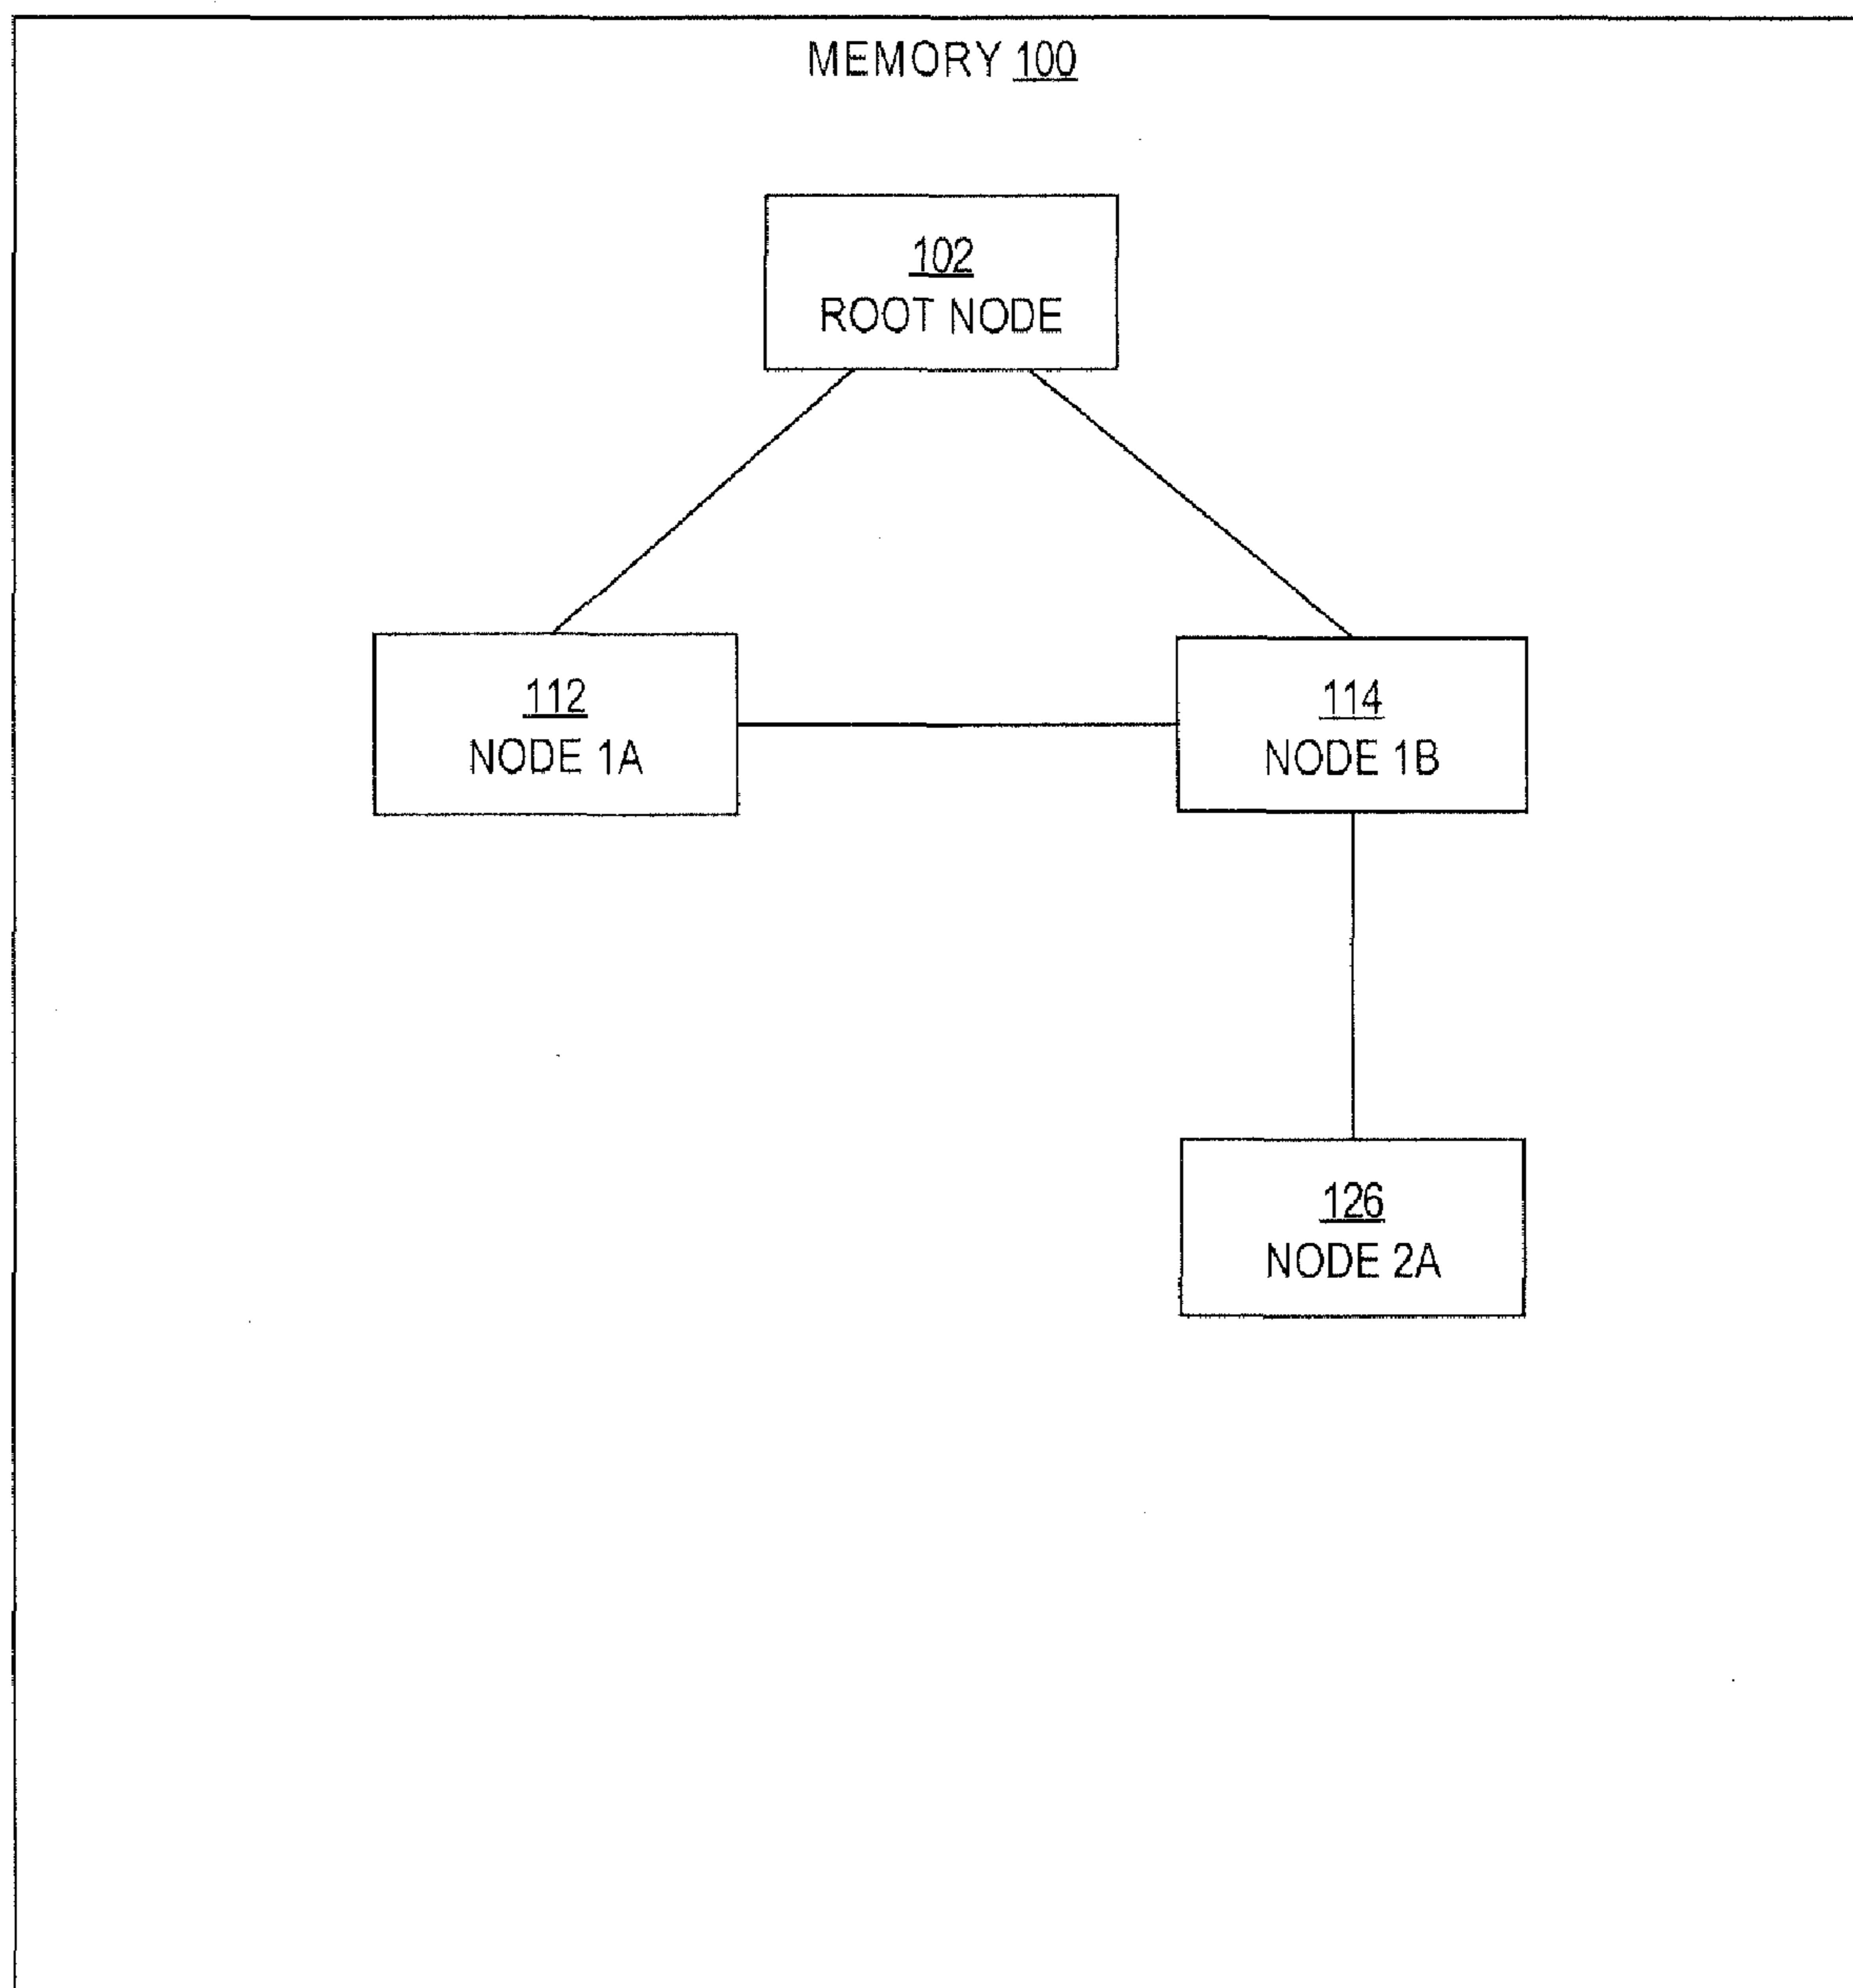 MEMORY 100
102
ROOT NODE
112
NODE 1A
114
NODE 1B
126
NODE 2A